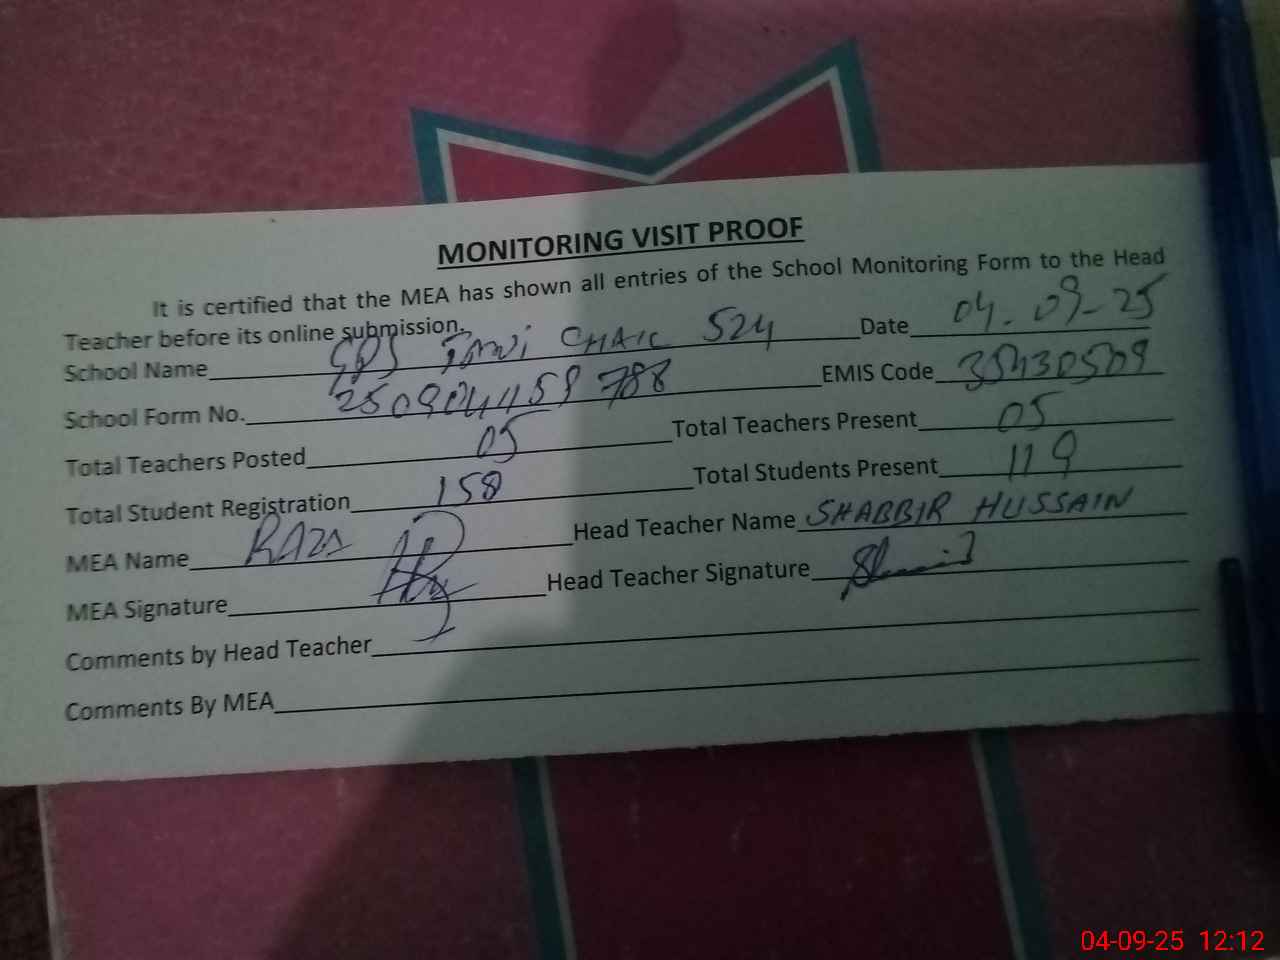 MONITORING VISIT PROOF
It is certified that the MEA has shown all entries of the School Monitoring Form to the Head
Teacher before its online submission.
School Name CHAK 524 Date 04-09-25
School Form No. 250904459788 EMIS Code 35430509
Total Teachers Posted 05 Total Teachers Present 05
Total Student Registration 158 Total Students Present 119
MEA Name RAZA Head Teacher Name SHABBIR HUSSAIN
MEA Signature Head Teacher Signature
Comments by Head Teacher
Comments By MEA
04-09-25 12:12